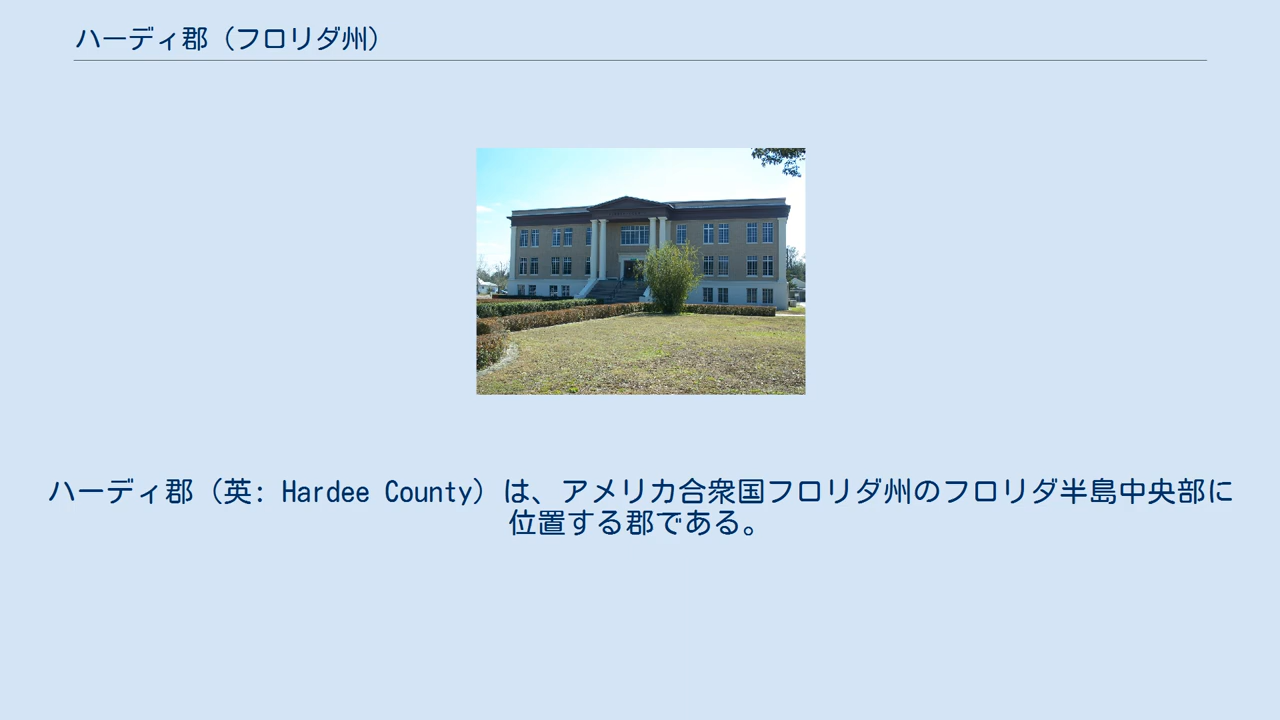 ハーディ郡（フロリダ州）
ハーディ郡（英: Hardee County）は、アメリカ合衆国フロリダ州のフロリダ半島中央部に
位置する郡である。